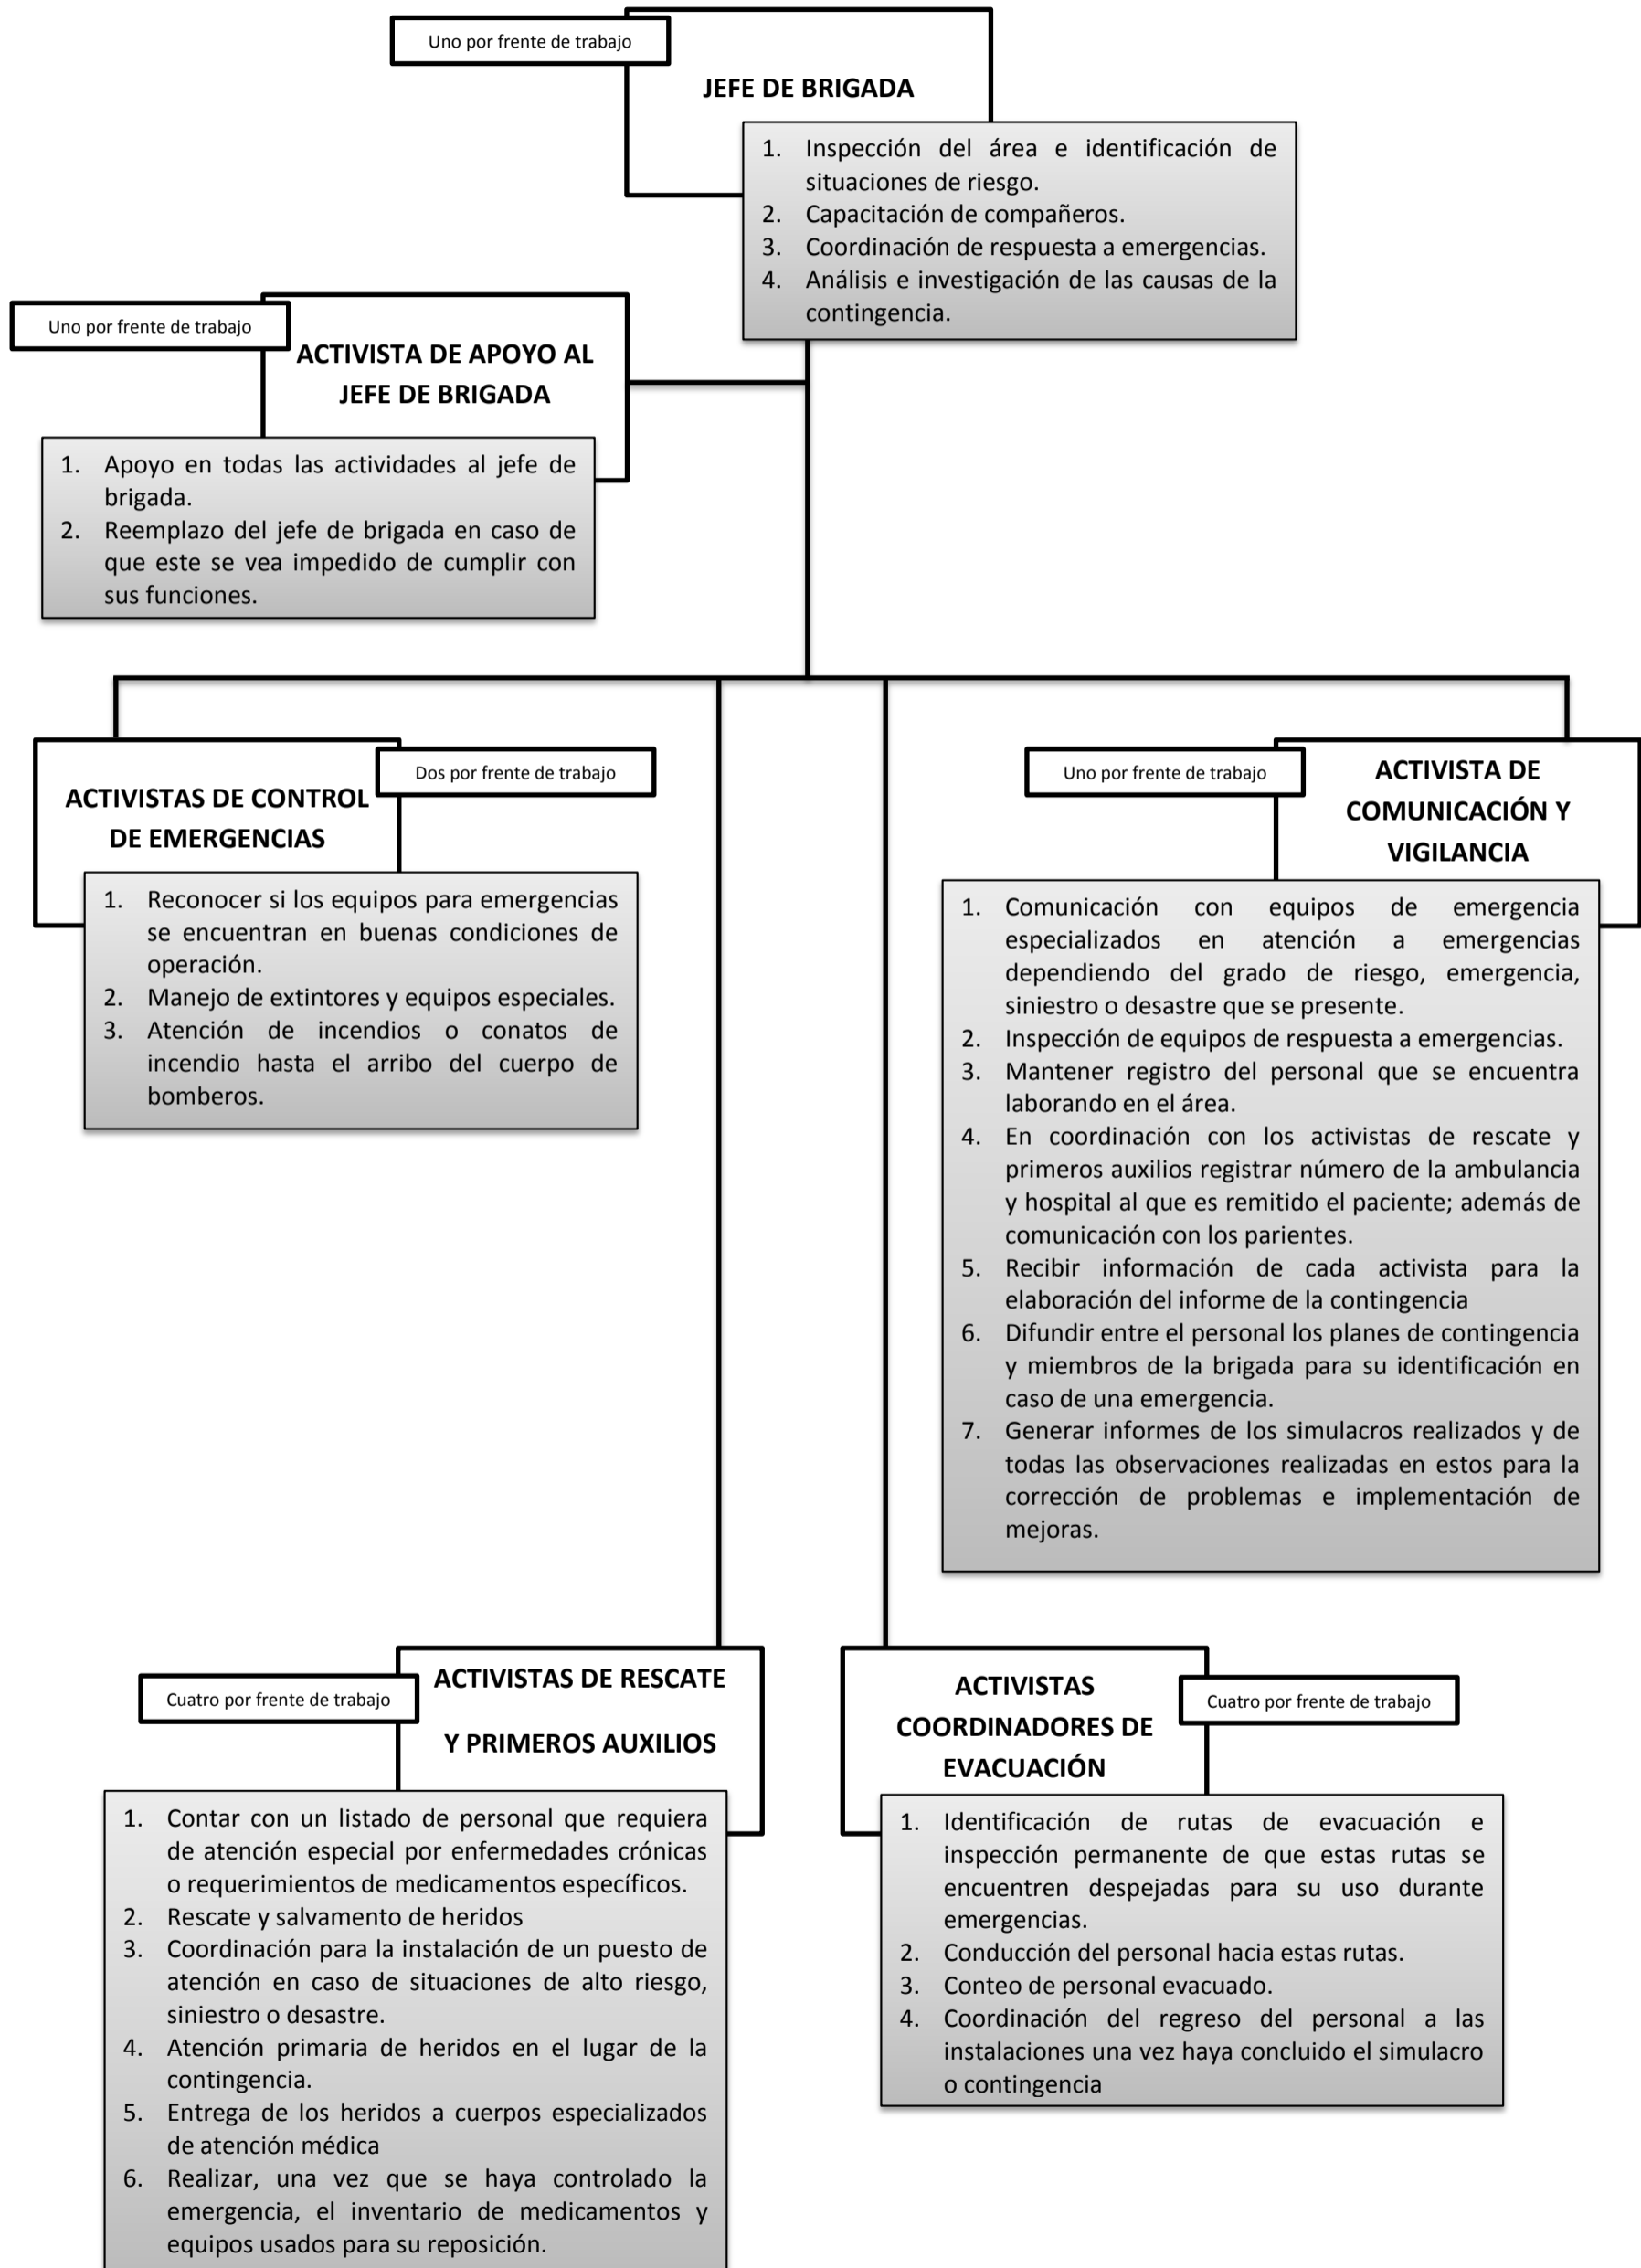 Uno por frente de trabajo
JEFE DE BRIGADA
1. Inspección del área e identificación de
situaciones de riesgo.
2. Capacitación de compañeros.
3. Coordinación de respuesta a emergencias.
4. Análisis e investigación de las causas de la
contingencia.
Uno por frente de trabajo
ACTIVISTA DE APOYO AL
JEFE DE BRIGADA
1. Apoyo en todas las actividades al jefe de
brigada.
2. Reemplazo del jefe de brigada en caso de
que este se vea impedido de cumplir con
sus funciones.
ACTIVISTAS DE CONTROL
DE EMERGENCIAS
Dos por frente de trabajo
1. Reconocer si los equipos para emergencias
se encuentran en buenas condiciones de
operación.
2. Manejo de extintores y equipos especiales.
3. Atención de incendios o conatos de
incendio hasta el arribo del cuerpo de
bomberos.
Uno por frente de trabajo
ACTIVISTA DE
COMUNICACIÓN Y
VIGILANCIA
1. Comunicación con equipos de emergencia
especializados en atención a emergencias
dependiendo del grado de riesgo, emergencia,
siniestro o desastre que se presente.
2. Inspección de equipos de respuesta a emergencias.
3. Mantener registro del personal que se encuentra
laborando en el área.
4. En coordinación con los activistas de rescate y
primeros auxilios registrar número de la ambulancia
y hospital al que es remitido el paciente; además de
comunicación con los parientes.
5. Recibir información de cada activista para la
elaboración del informe de la contingencia
6. Difundir entre el personal los planes de contingencia
y miembros de la brigada para su identificación en
caso de una emergencia.
7. Generar informes de los simulacros realizados y de
todas las observaciones realizadas en estos para la
corrección de problemas e implementación de
mejoras.
Cuatro por frente de trabajo
ACTIVISTAS DE RESCATE
Y PRIMEROS AUXILIOS
1. Contar con un listado de personal que requiera
de atención especial por enfermedades crónicas
o requerimientos de medicamentos específicos.
2. Rescate y salvamento de heridos
3. Coordinación para la instalación de un puesto de
atención en caso de situaciones de alto riesgo,
siniestro o desastre.
4. Atención primaria de heridos en el lugar de la
contingencia.
5. Entrega de los heridos a cuerpos especializados
de atención médica
6. Realizar, una vez que se haya controlado la
emergencia, el inventario de medicamentos y
equipos usados para su reposición.
ACTIVISTAS
COORDINADORES DE
EVACUACIÓN
Cuatro por frente de trabajo
1. Identificación de rutas de evacuación e
inspección permanente de que estas rutas se
encuentren despejadas para su uso durante
emergencias.
2. Conducción del personal hacia estas rutas.
3. Conteo de personal evacuado.
4. Coordinación del regreso del personal a las
instalaciones una vez haya concluido el simulacro
o contingencia